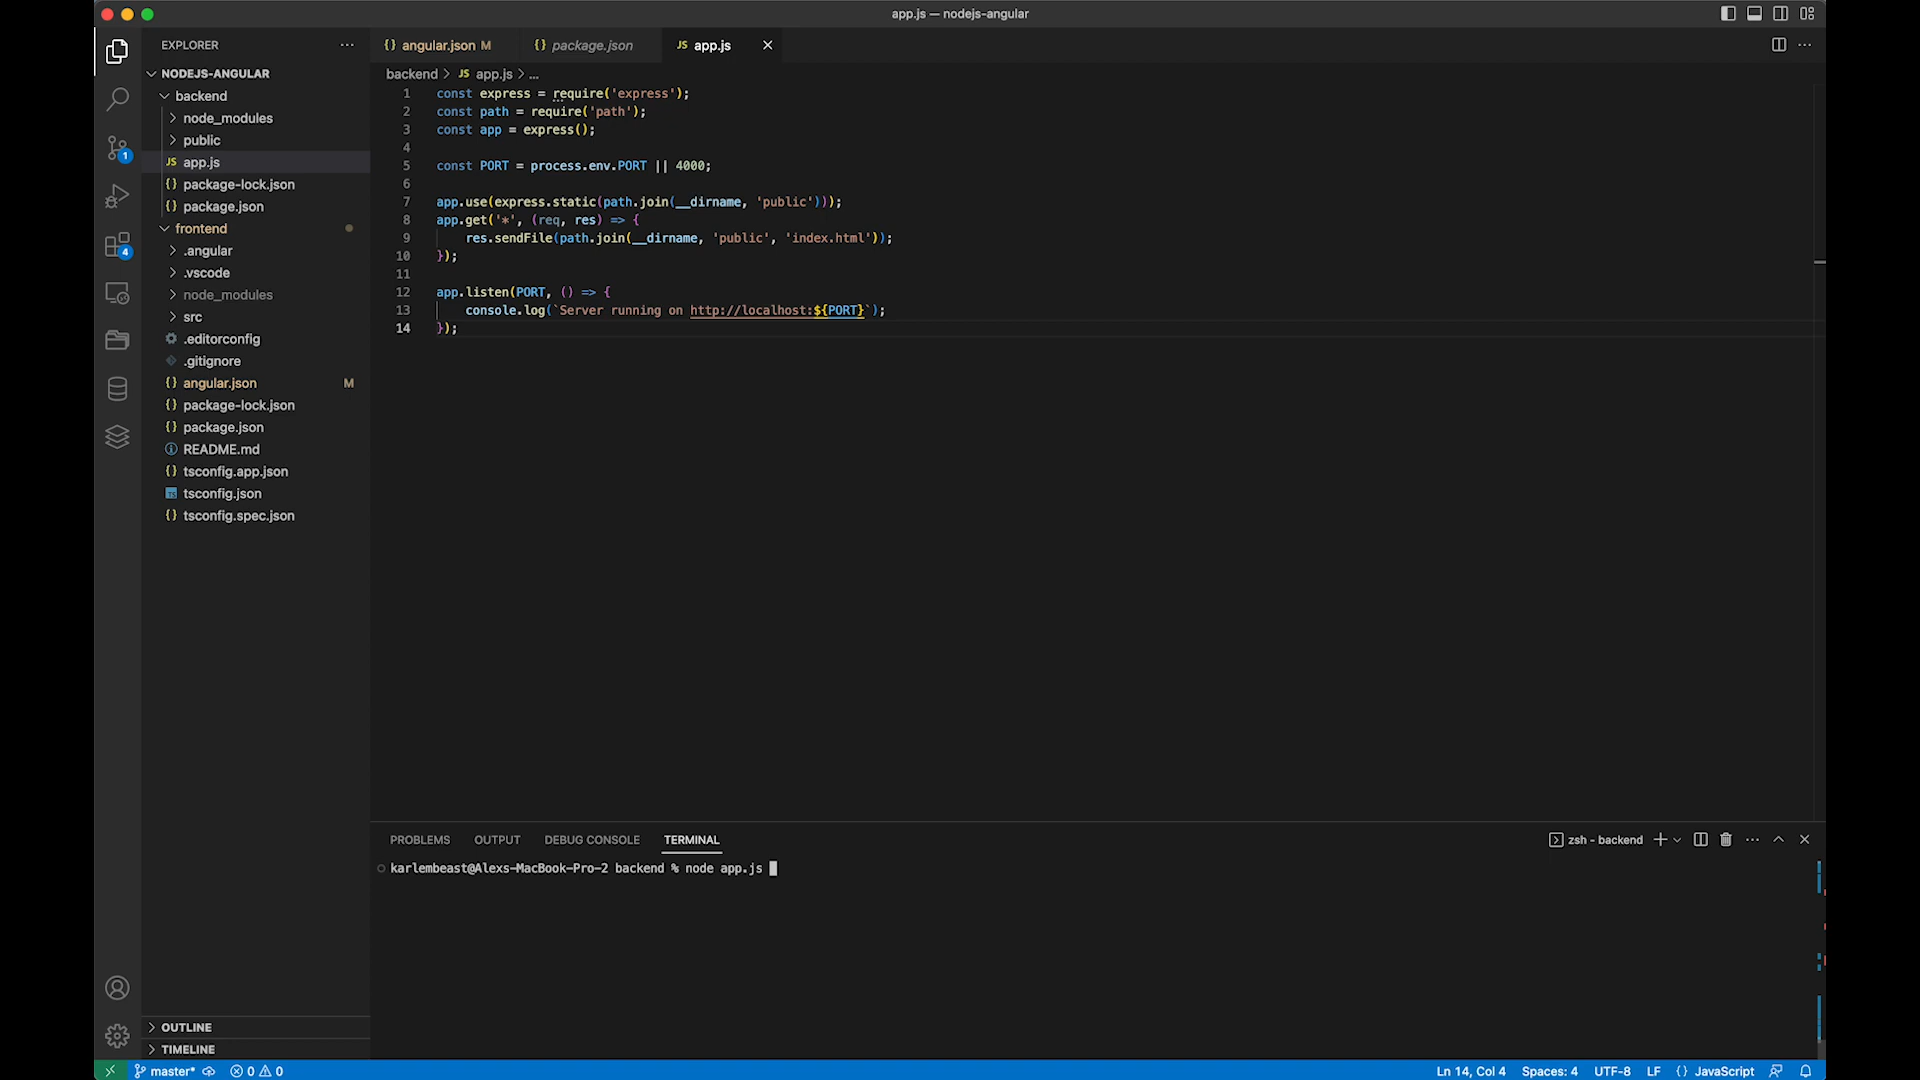 app.js — nodejs-angular
EXPLORER
NODEJS-ANGULAR
backend
node_modules
public
JS app.js
{} package-lock.json
{} package.json
frontend
.angular
.vscode
node_modules
src
.editorconfig
.gitignore
{} angular.json M
{} package-lock.json
{} package.json
README.md
{} tsconfig.app.json
tsconfig.json
{} tsconfig.spec.json
OUTLINE
TIMELINE
1
4
{} angular.json M
{} package.json
JS app.js
backend > JS app.js > ...
1 const express = require('express');
2 const path = require('path');
3 const app = express();
4
5 const PORT = process.env.PORT || 4000;
6
7 app.use(express.static(path.join(__dirname, 'public')));
8 app.get('*', (req, res) => {
9 res.sendFile(path.join(__dirname, 'public', 'index.html'));
10 });
11
12 app.listen(PORT, () => {
13 console.log(`Server running on http://localhost:${PORT}`);
14 });
PROBLEMS OUTPUT DEBUG CONSOLE TERMINAL
zsh - backend
karlembeast@Alexs-MacBook-Pro-2 backend % node app.js
master* 0 0
Ln 14, Col 4 Spaces: 4 UTF-8 LF {} JavaScript